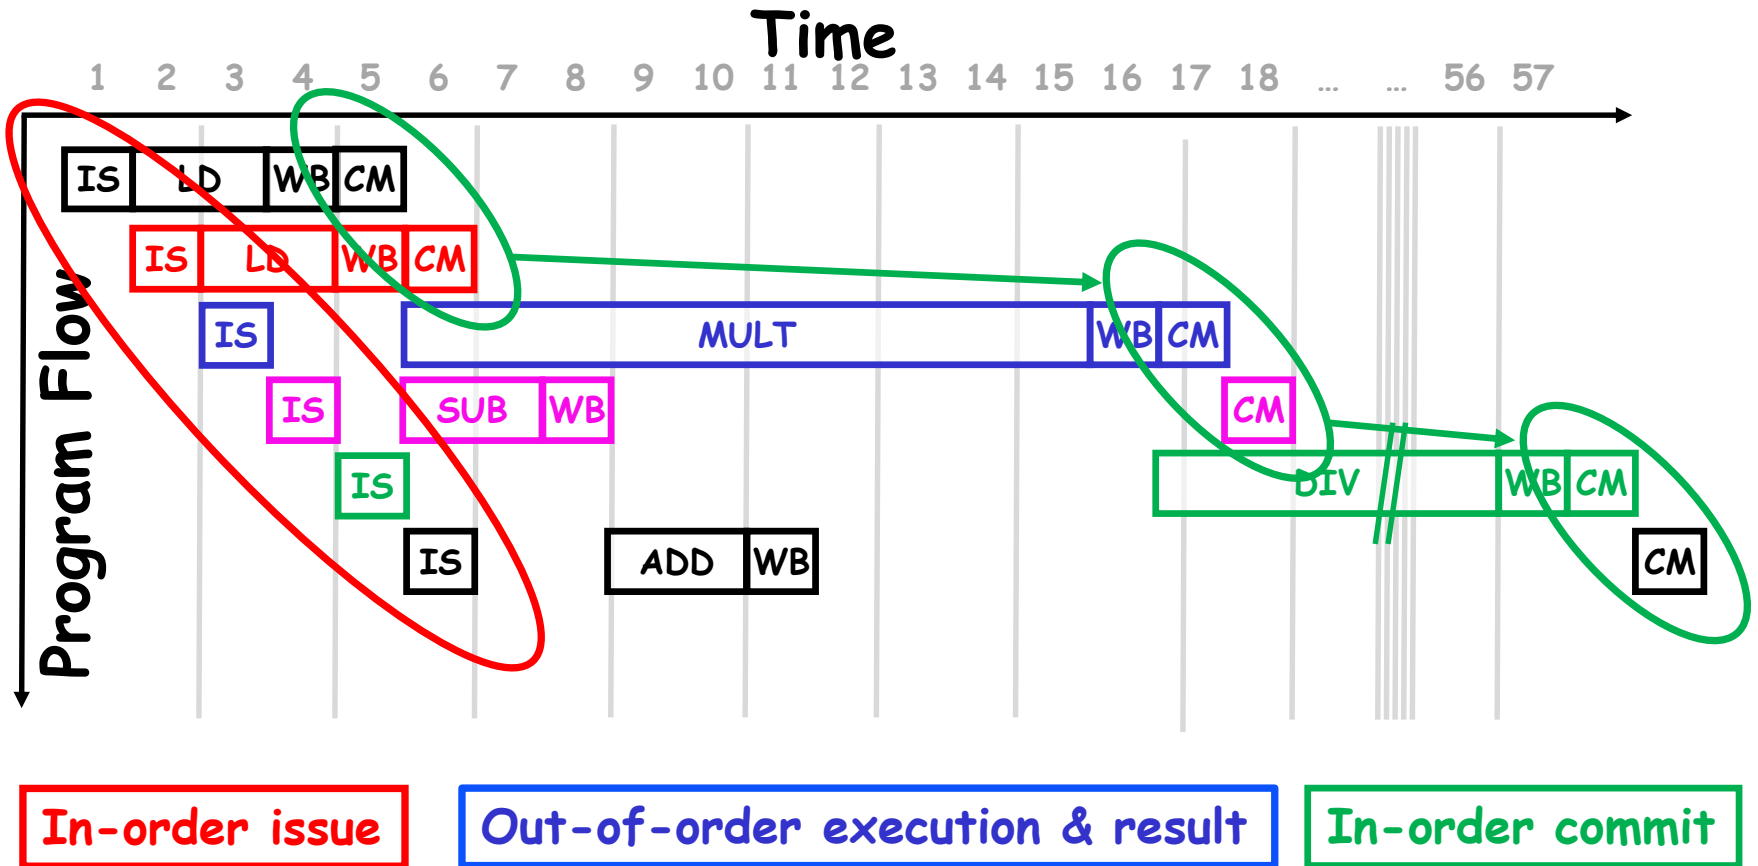 Time
1 2 3 4 5 6 7 8 9 10 11 12 13 14 15 16 17 18 ... ... 56 57
Program Flow
IS LD WB CM
IS LD WB CM
IS MULT WB CM
IS SUB WB CM
IS DIV WB CM
IS ADD WB CM
In-order issue
Out-of-order execution & result
In-order commit